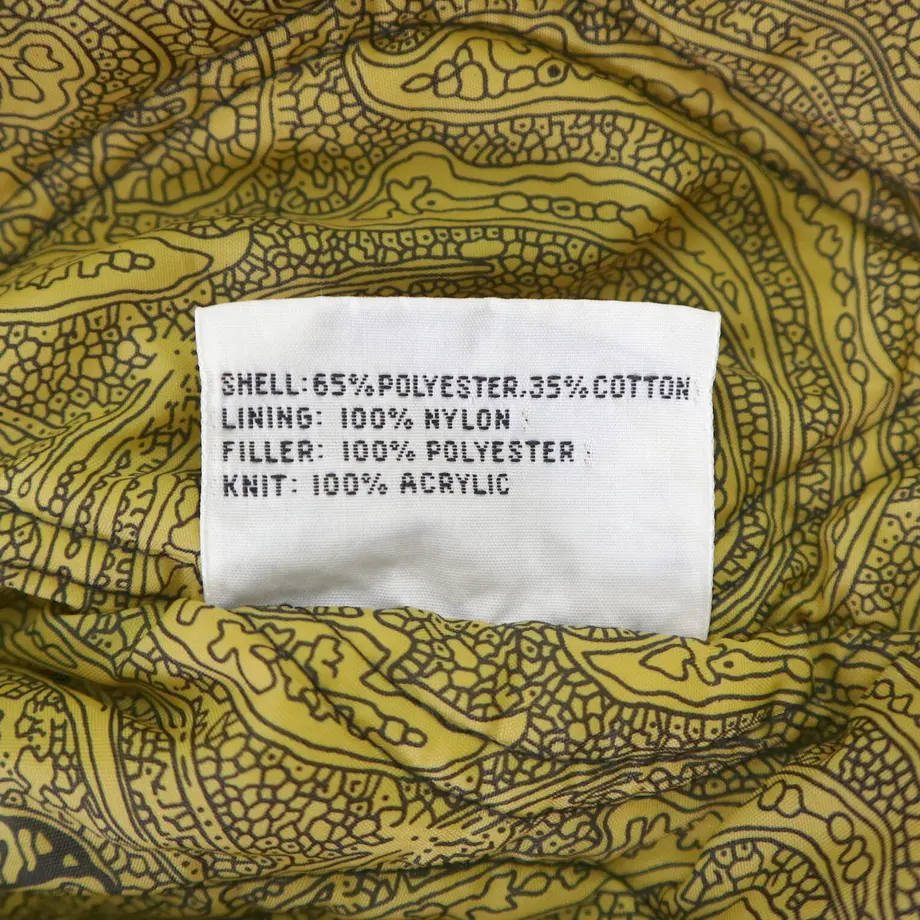 SHELL: 65% POLYESTER, 35% COTTON
LINING: 100% NYLON
FILLER: 100% POLYESTER
KNIT: 100% ACRYLIC